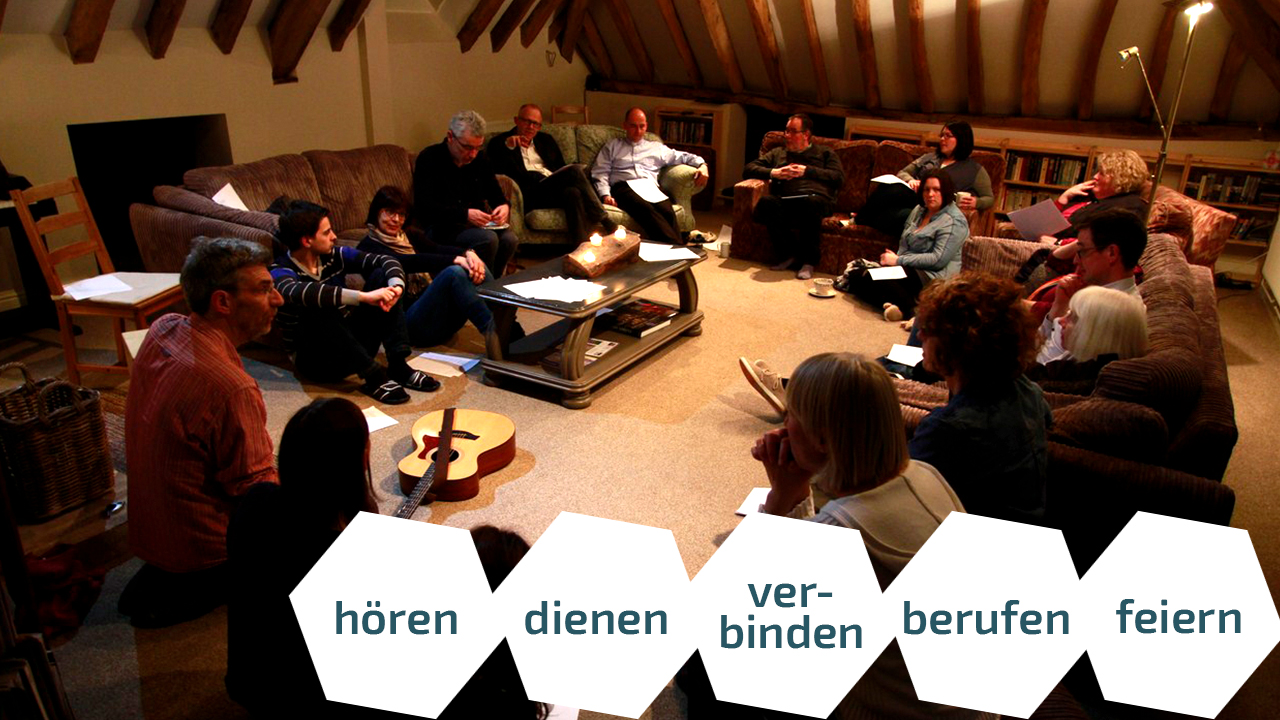 hören
dienen
ver-
binden
berufen
feiern